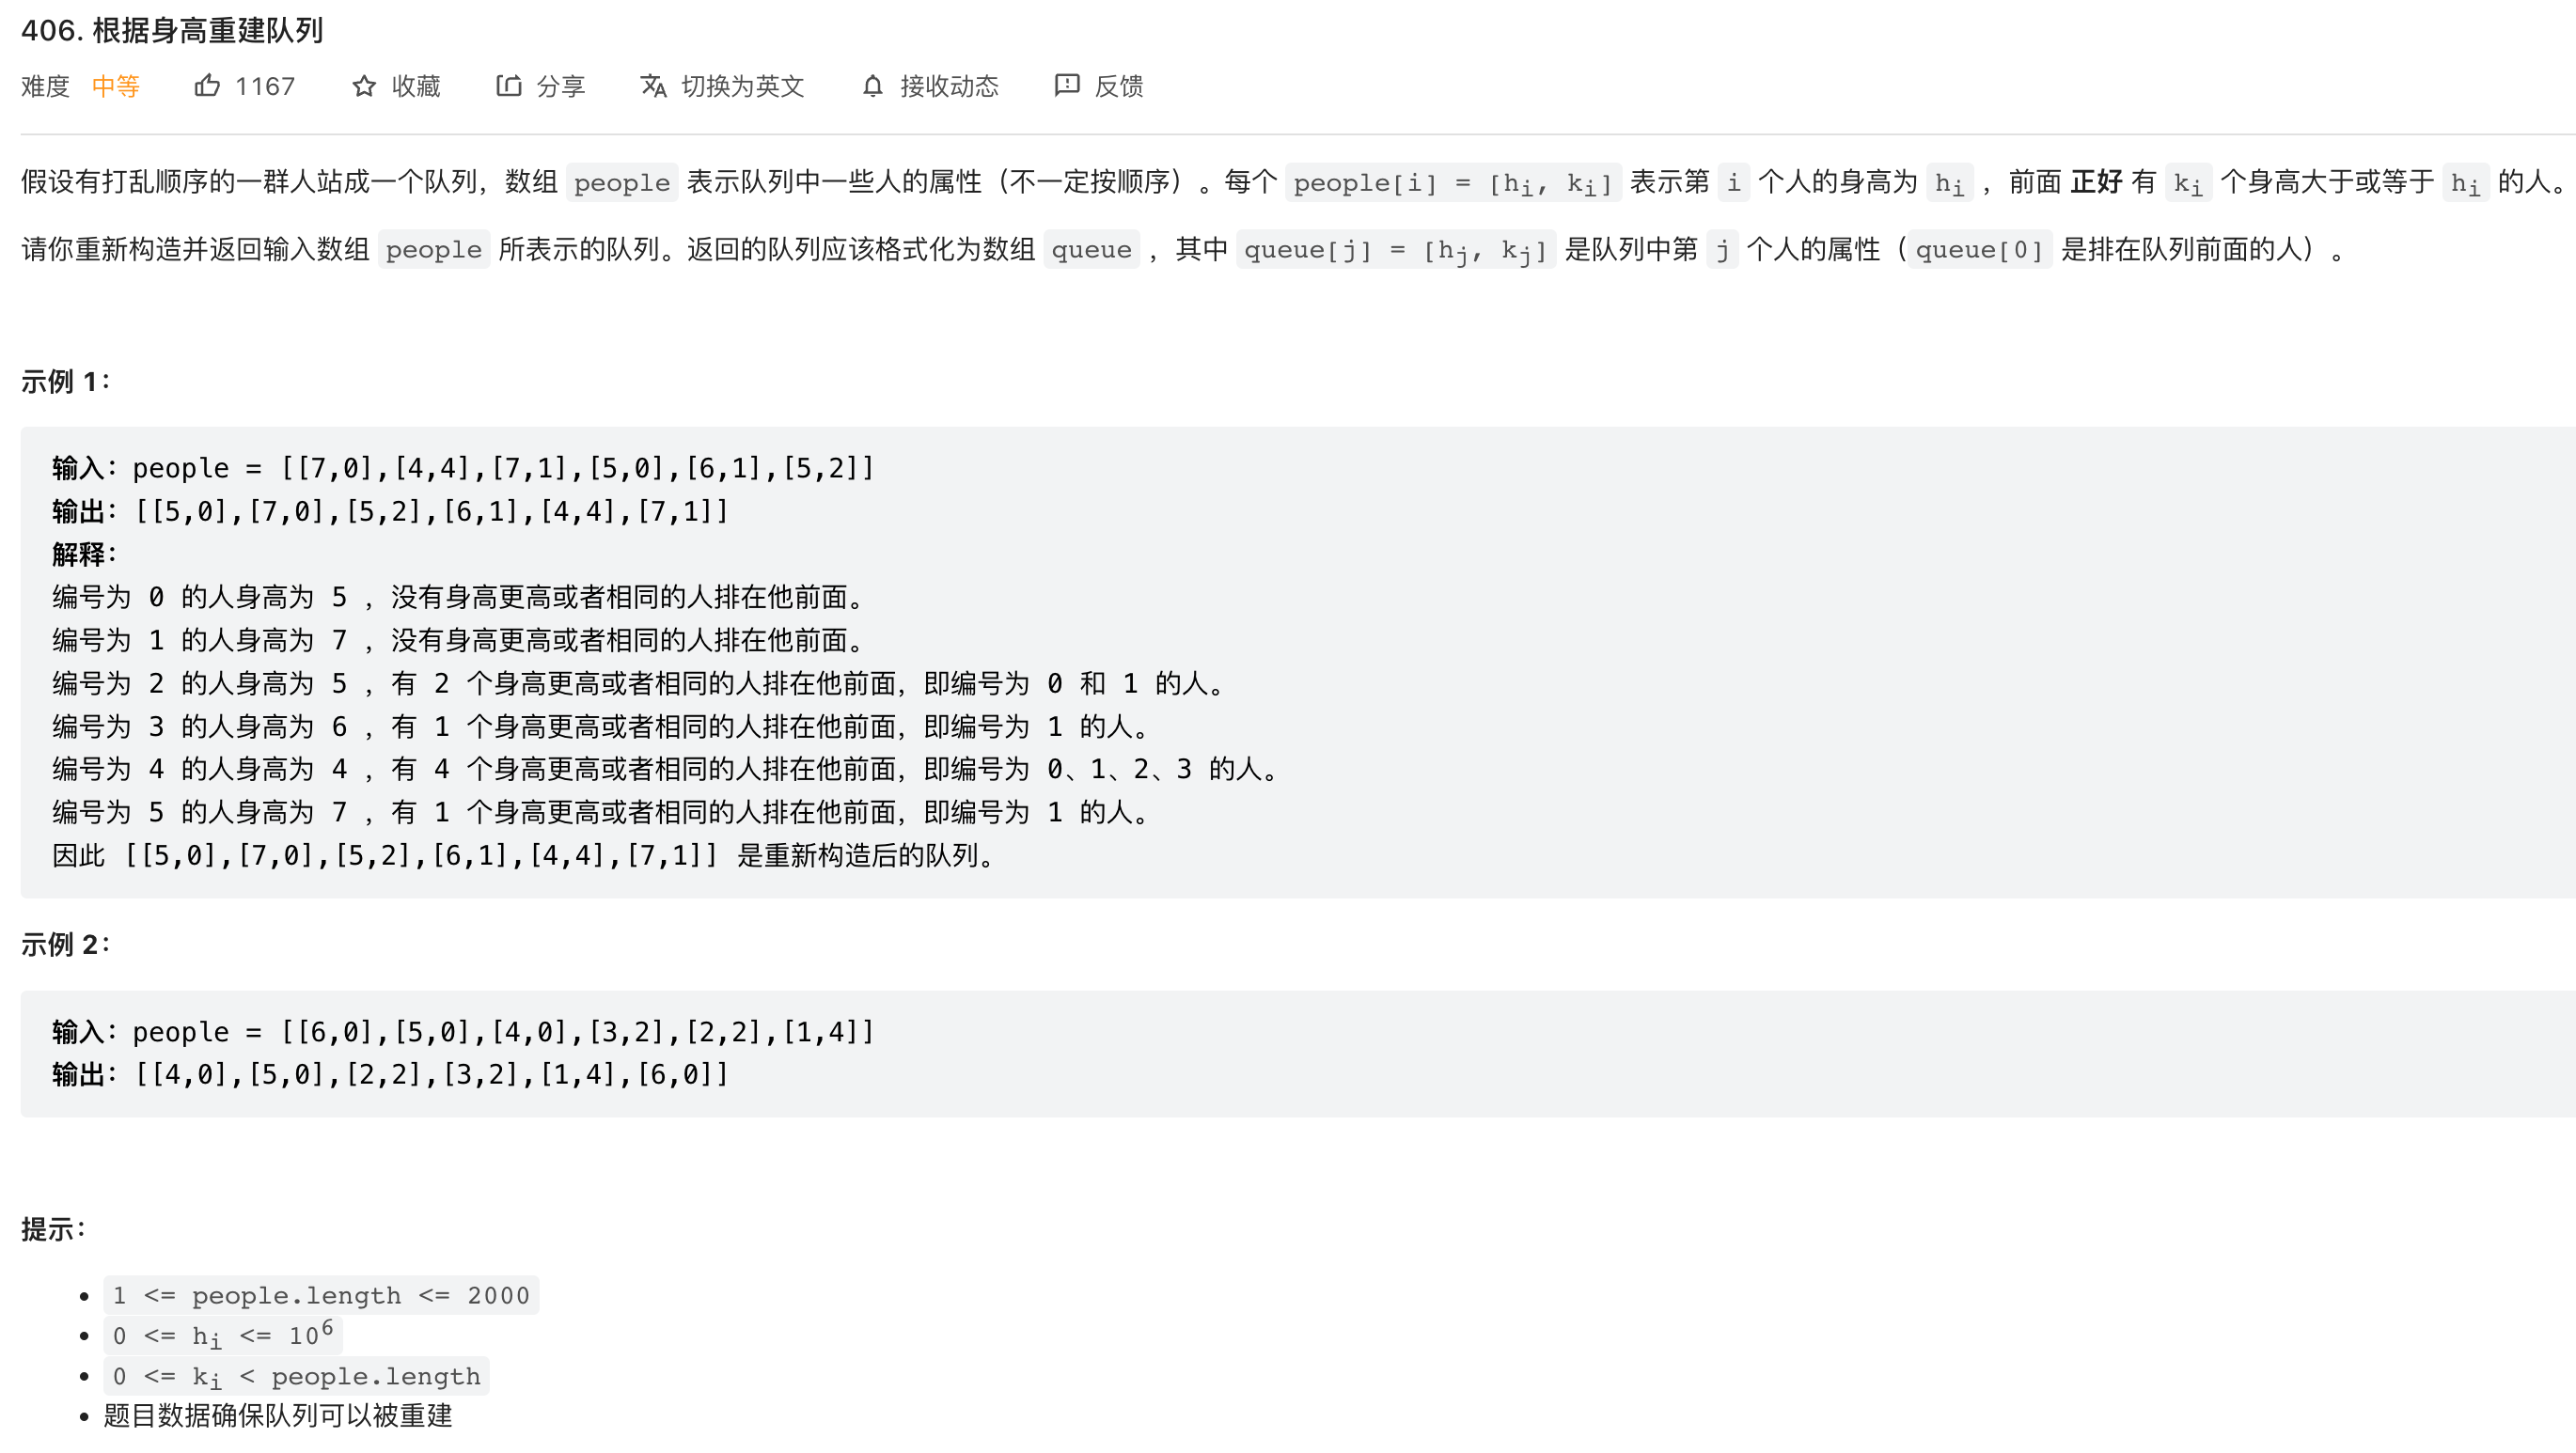 406. 根据身高重建队列
难度 中等 1167 收藏 分享 切换为英文 接收动态 反馈
假设有打乱顺序的一群人站成一个队列，数组 people 表示队列中一些人的属性（不一定按顺序）。每个 people[i] = [hi, ki] 表示第 i 个人的身高为 hi ，前面 正好 有 ki 个身高大于或等于 hi 的人。
请你重新构造并返回输入数组 people 所表示的队列。返回的队列应该格式化为数组 queue ，其中 queue[j] = [hj, kj] 是队列中第 j 个人的属性（queue[0] 是排在队列前面的人）。
示例 1：
输入：people = [[7,0],[4,4],[7,1],[5,0],[6,1],[5,2]]
输出：[[5,0],[7,0],[5,2],[6,1],[4,4],[7,1]]
解释：
编号为 0 的人身高为 5 ，没有身高更高或者相同的人排在他前面。
编号为 1 的人身高为 7 ，没有身高更高或者相同的人排在他前面。
编号为 2 的人身高为 5 ，有 2 个身高更高或者相同的人排在他前面，即编号为 0 和 1 的人。
编号为 3 的人身高为 6 ，有 1 个身高更高或者相同的人排在他前面，即编号为 1 的人。
编号为 4 的人身高为 4 ，有 4 个身高更高或者相同的人排在他前面，即编号为 0、1、2、3 的人。
编号为 5 的人身高为 7 ，有 1 个身高更高或者相同的人排在他前面，即编号为 1 的人。
因此 [[5,0],[7,0],[5,2],[6,1],[4,4],[7,1]] 是重新构造后的队列。
示例 2：
输入：people = [[6,0],[5,0],[4,0],[3,2],[2,2],[1,4]]
输出：[[4,0],[5,0],[2,2],[3,2],[1,4],[6,0]]
提示：
• 1 <= people.length <= 2000
• 0 <= hi <= 10^6
• 0 <= ki < people.length
• 题目数据确保队列可以被重建